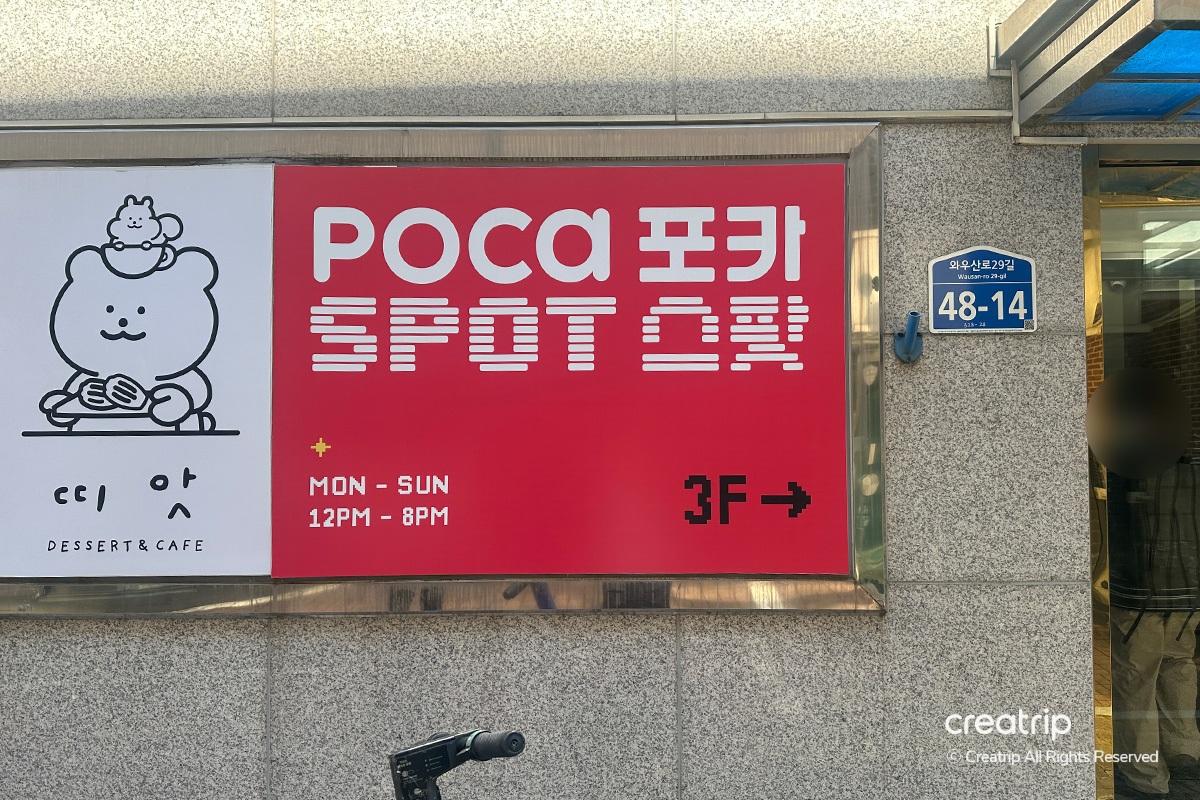 띠 앗
DESSERT & CAFE
POCA 포카
SPOT 스팟
MON - SUN
12PM - 8PM
3F →
와우산로29길
Wausan-ro 29-gil
48-14
creatrip
© Creatrip All Rights Reserved